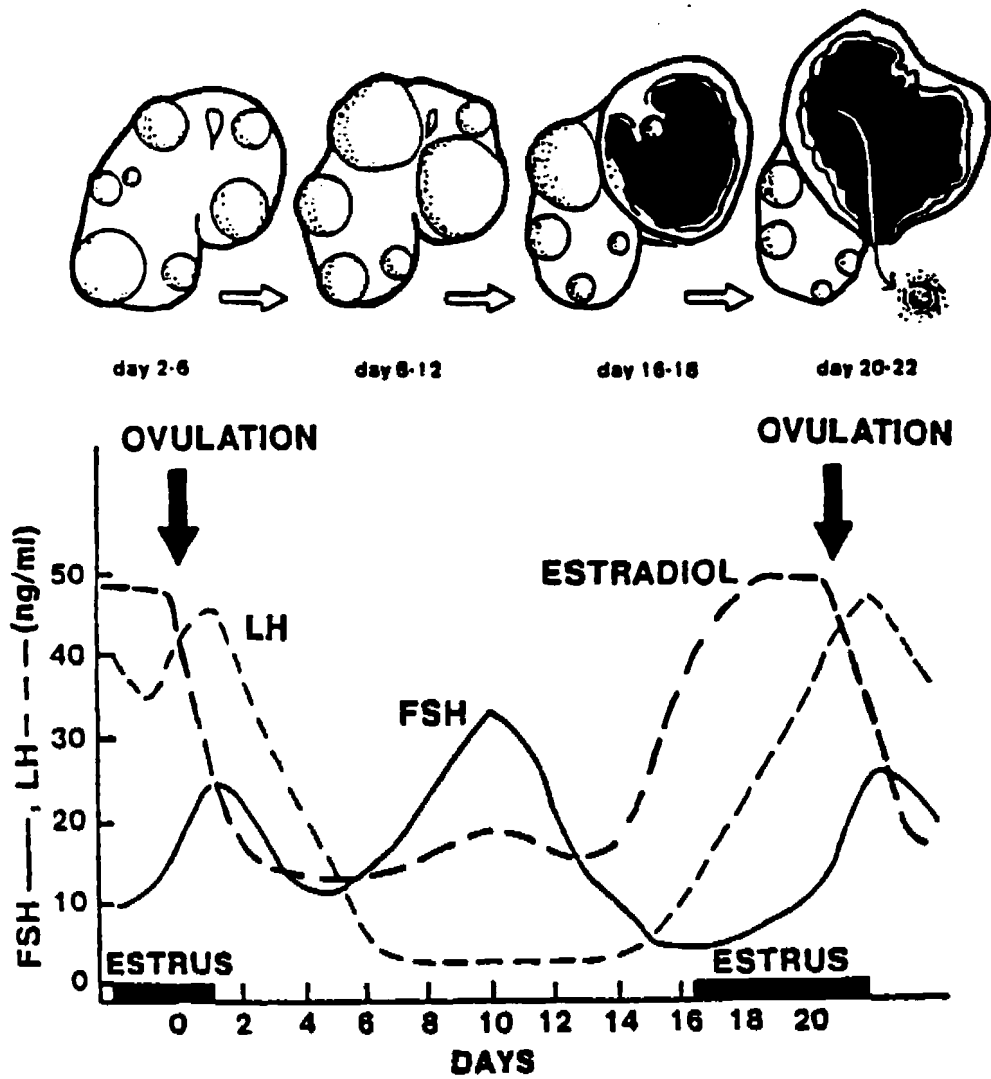 day 2-6
day 6-12
day 16-18
day 20-22
OVULATION
OVULATION
FSH ——, LH – – – (ng/ml)
50
40
30
20
10
0
ESTRADIOL
LH
FSH
ESTRUS
ESTRUS
0 2 4 6 8 10 12 14 16 18 20
DAYS